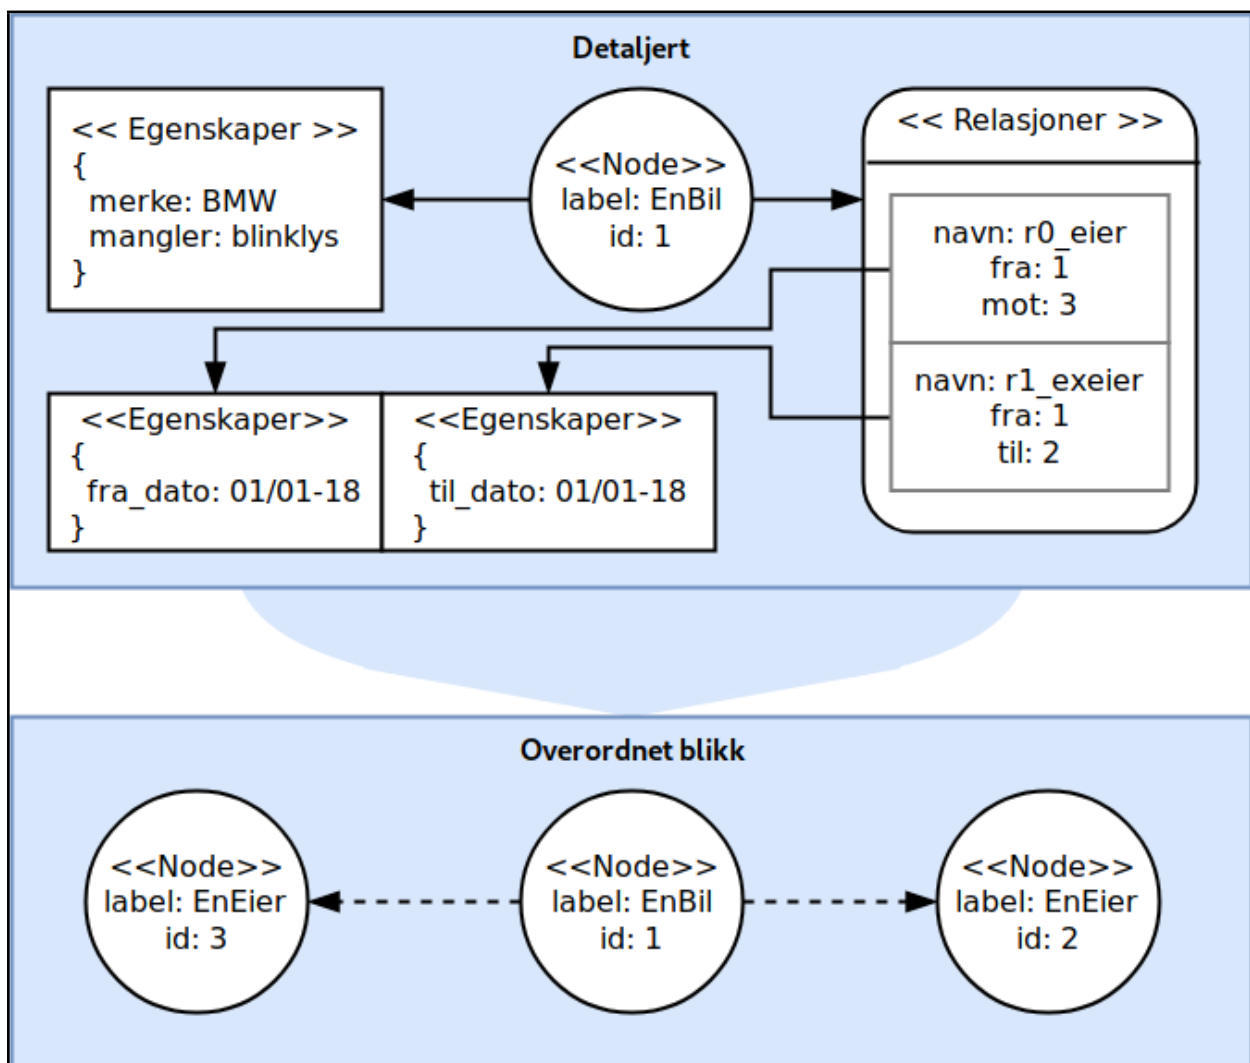 Detaljert
<< Egenskaper >>
{
merke: BMW
mangler: blinklys
}
<<Node>>
label: EnBil
id: 1
<< Relasjoner >>
navn: r0_eier
fra: 1
mot: 3
navn: r1_exeier
fra: 1
til: 2
<<Egenskaper>>
{
fra_dato: 01/01-18
}
<<Egenskaper>>
{
til_dato: 01/01-18
}
Overordnet blikk
<<Node>>
label: EnEier
id: 3
<<Node>>
label: EnBil
id: 1
<<Node>>
label: EnEier
id: 2